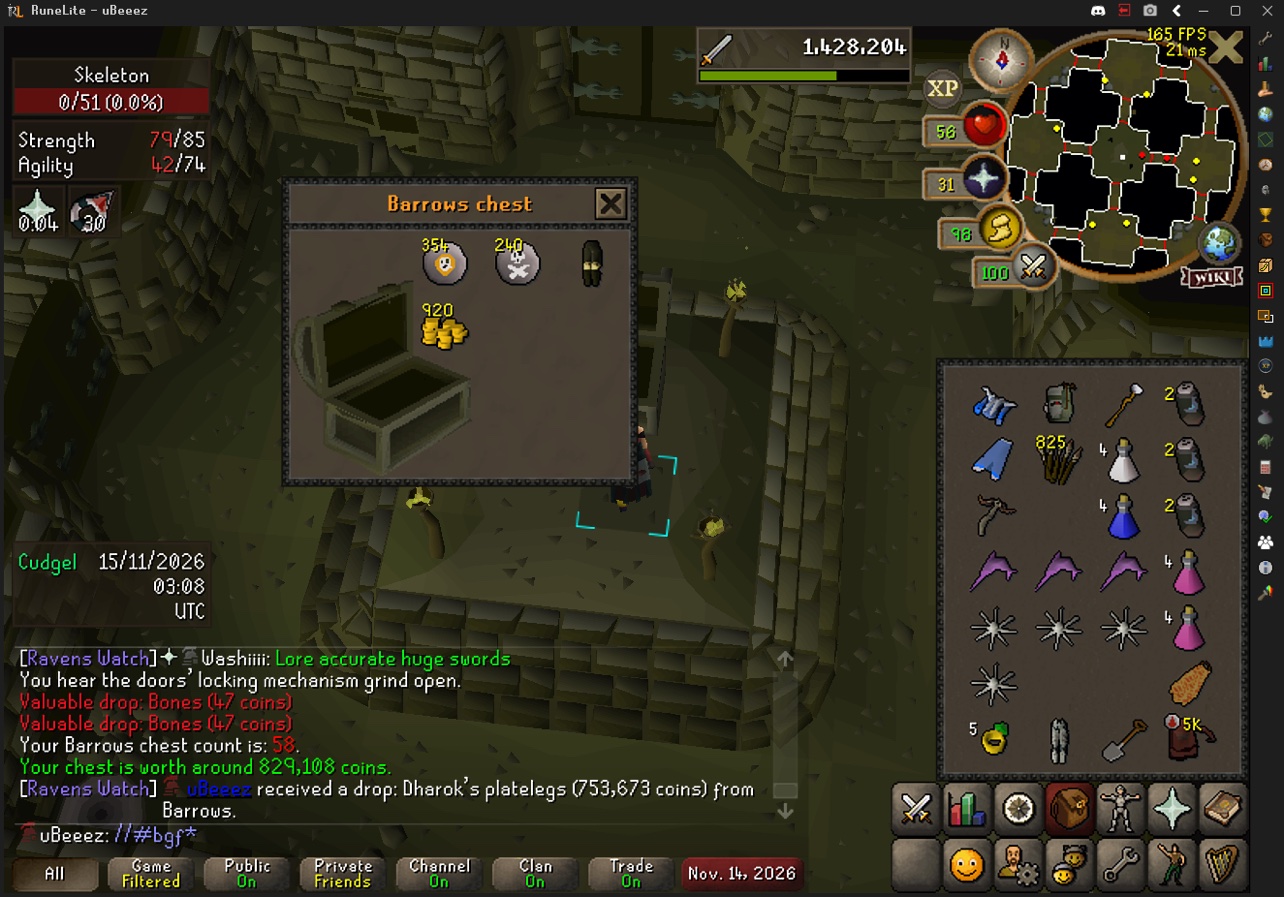 RuneLite - uBeeez
165 FPS
21 ms
Skeleton
0/51 (0.0%)
Strength 79/85
Agility 42/74
0:04 30
1,428,204
XP
N
56
31
98
100
WIKI
Barrows chest
354 240
920
2
825 4 2
4 2
4
4
5 5K
Cudgel 15/11/2026
03:08
UTC
[Ravens Watch] Washiiii: Lore accurate huge swords
You hear the doors' locking mechanism grind open.
Valuable drop: Bones (47 coins)
Valuable drop: Bones (47 coins)
Your Barrows chest count is: 58.
Your chest is worth around 829,108 coins.
[Ravens Watch] uBeeez received a drop: Dharok's platelegs (753,673 coins) from
Barrows.
uBeeez: //#bgf*
All
Game
Filtered
Public
On
Private
Friends
Channel
On
Clan
On
Trade
On
Nov. 14, 2026